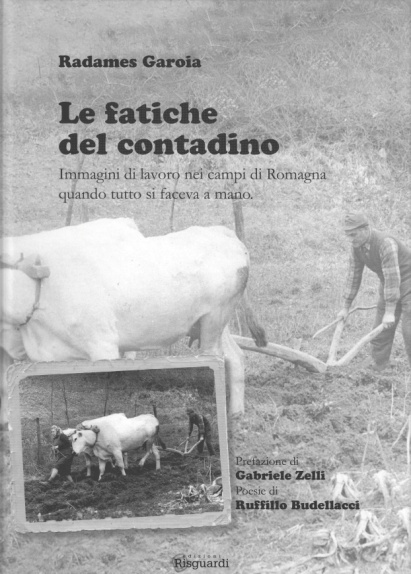 Radames Garoia
Le fatiche
del contadino
Immagini di lavoro nei campi di Romagna
quando tutto si faceva a mano.
Prefazione di
Gabriele Zelli
Poesie di
Ruffillo Budellacci
edizioni
Risguardi